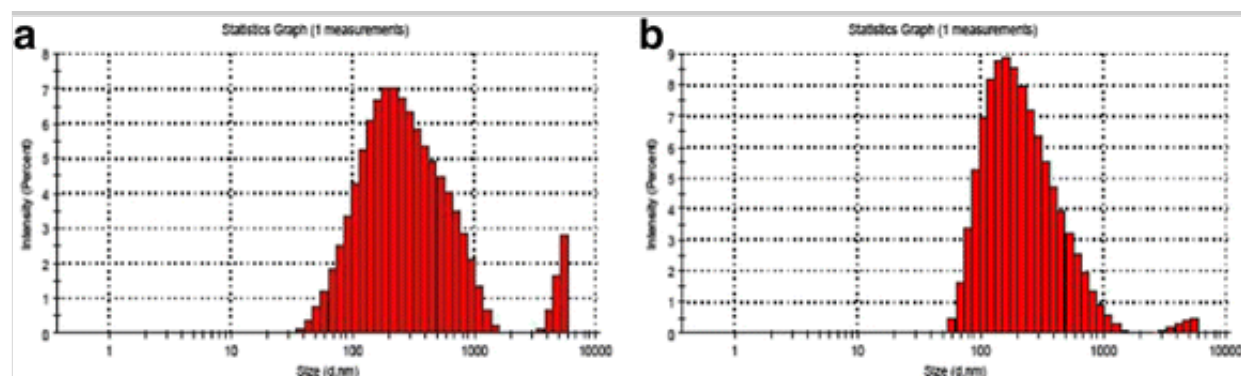 a
Statistics Graph (1 measurements)
Intensity (Percent)
8
7
6
5
4
3
2
1
0
1 10 100 1000 10000
Size (d.nm)
b
Statistics Graph (1 measurements)
Intensity (Percent)
9
8
7
6
5
4
3
2
1
0
1 10 100 1000 10000
Size (d.nm)